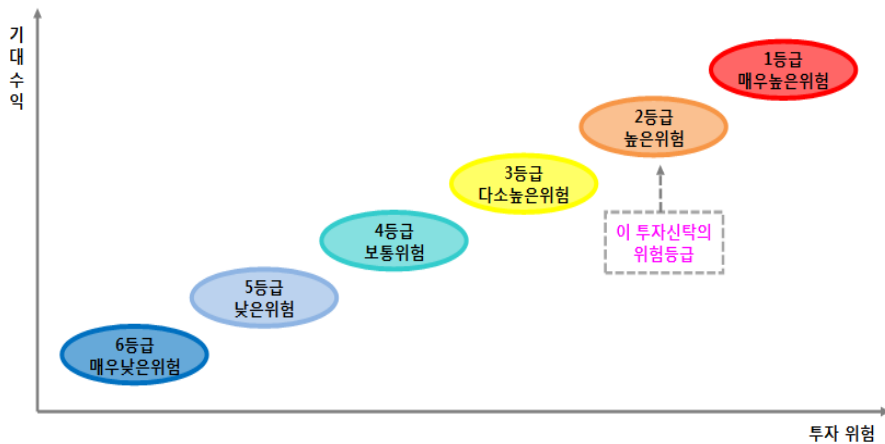 기
대
수
익
1등급
매우높은위험
2등급
높은위험
3등급
다소높은위험
이 투자신탁의
위험등급
4등급
보통위험
5등급
낮은위험
6등급
매우낮은위험
투자 위험